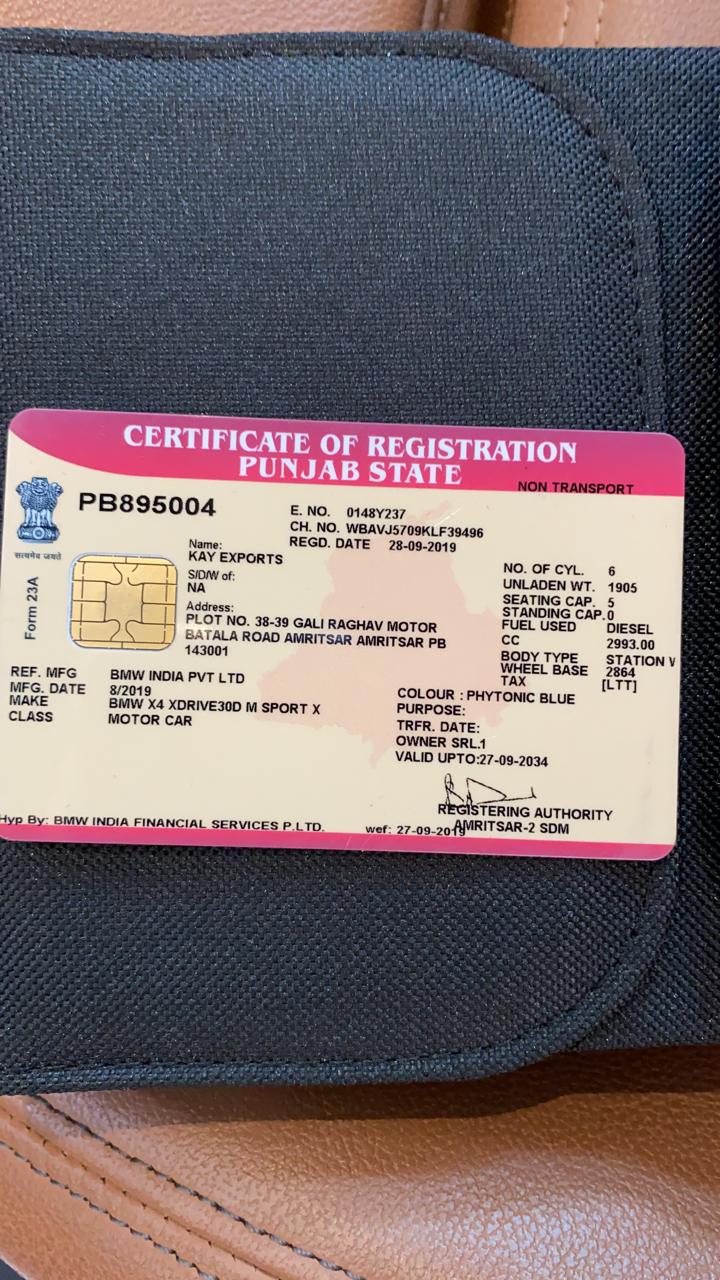 CERTIFICATE OF REGISTRATION
PUNJAB STATE
NON TRANSPORT
PB895004
E. NO. 0148Y237
CH. NO. WBAVJ5709KLF39496
REGD. DATE 28-09-2019
सत्यमेव जयते
Form 23A
Name:
KAY EXPORTS
S/D/W of:
NA
Address:
PLOT NO. 38-39 GALI RAGHAV MOTOR
BATALA ROAD AMRITSAR AMRITSAR PB
143001
NO. OF CYL. 6
UNLADEN WT. 1905
SEATING CAP. 5
STANDING CAP. 0
FUEL USED DIESEL
CC 2993.00
BODY TYPE STATION W
WHEEL BASE 2864
TAX [LTT]
REF. MFG BMW INDIA PVT LTD
MFG. DATE 8/2019
MAKE BMW X4 XDRIVE30D M SPORT X
CLASS MOTOR CAR
COLOUR : PHYTONIC BLUE
PURPOSE:
TRFR. DATE:
OWNER SRL.1
VALID UPTO:27-09-2034
REGISTERING AUTHORITY
AMRITSAR-2 SDM
Hyp By: BMW INDIA FINANCIAL SERVICES P.LTD. wef: 27-09-2019